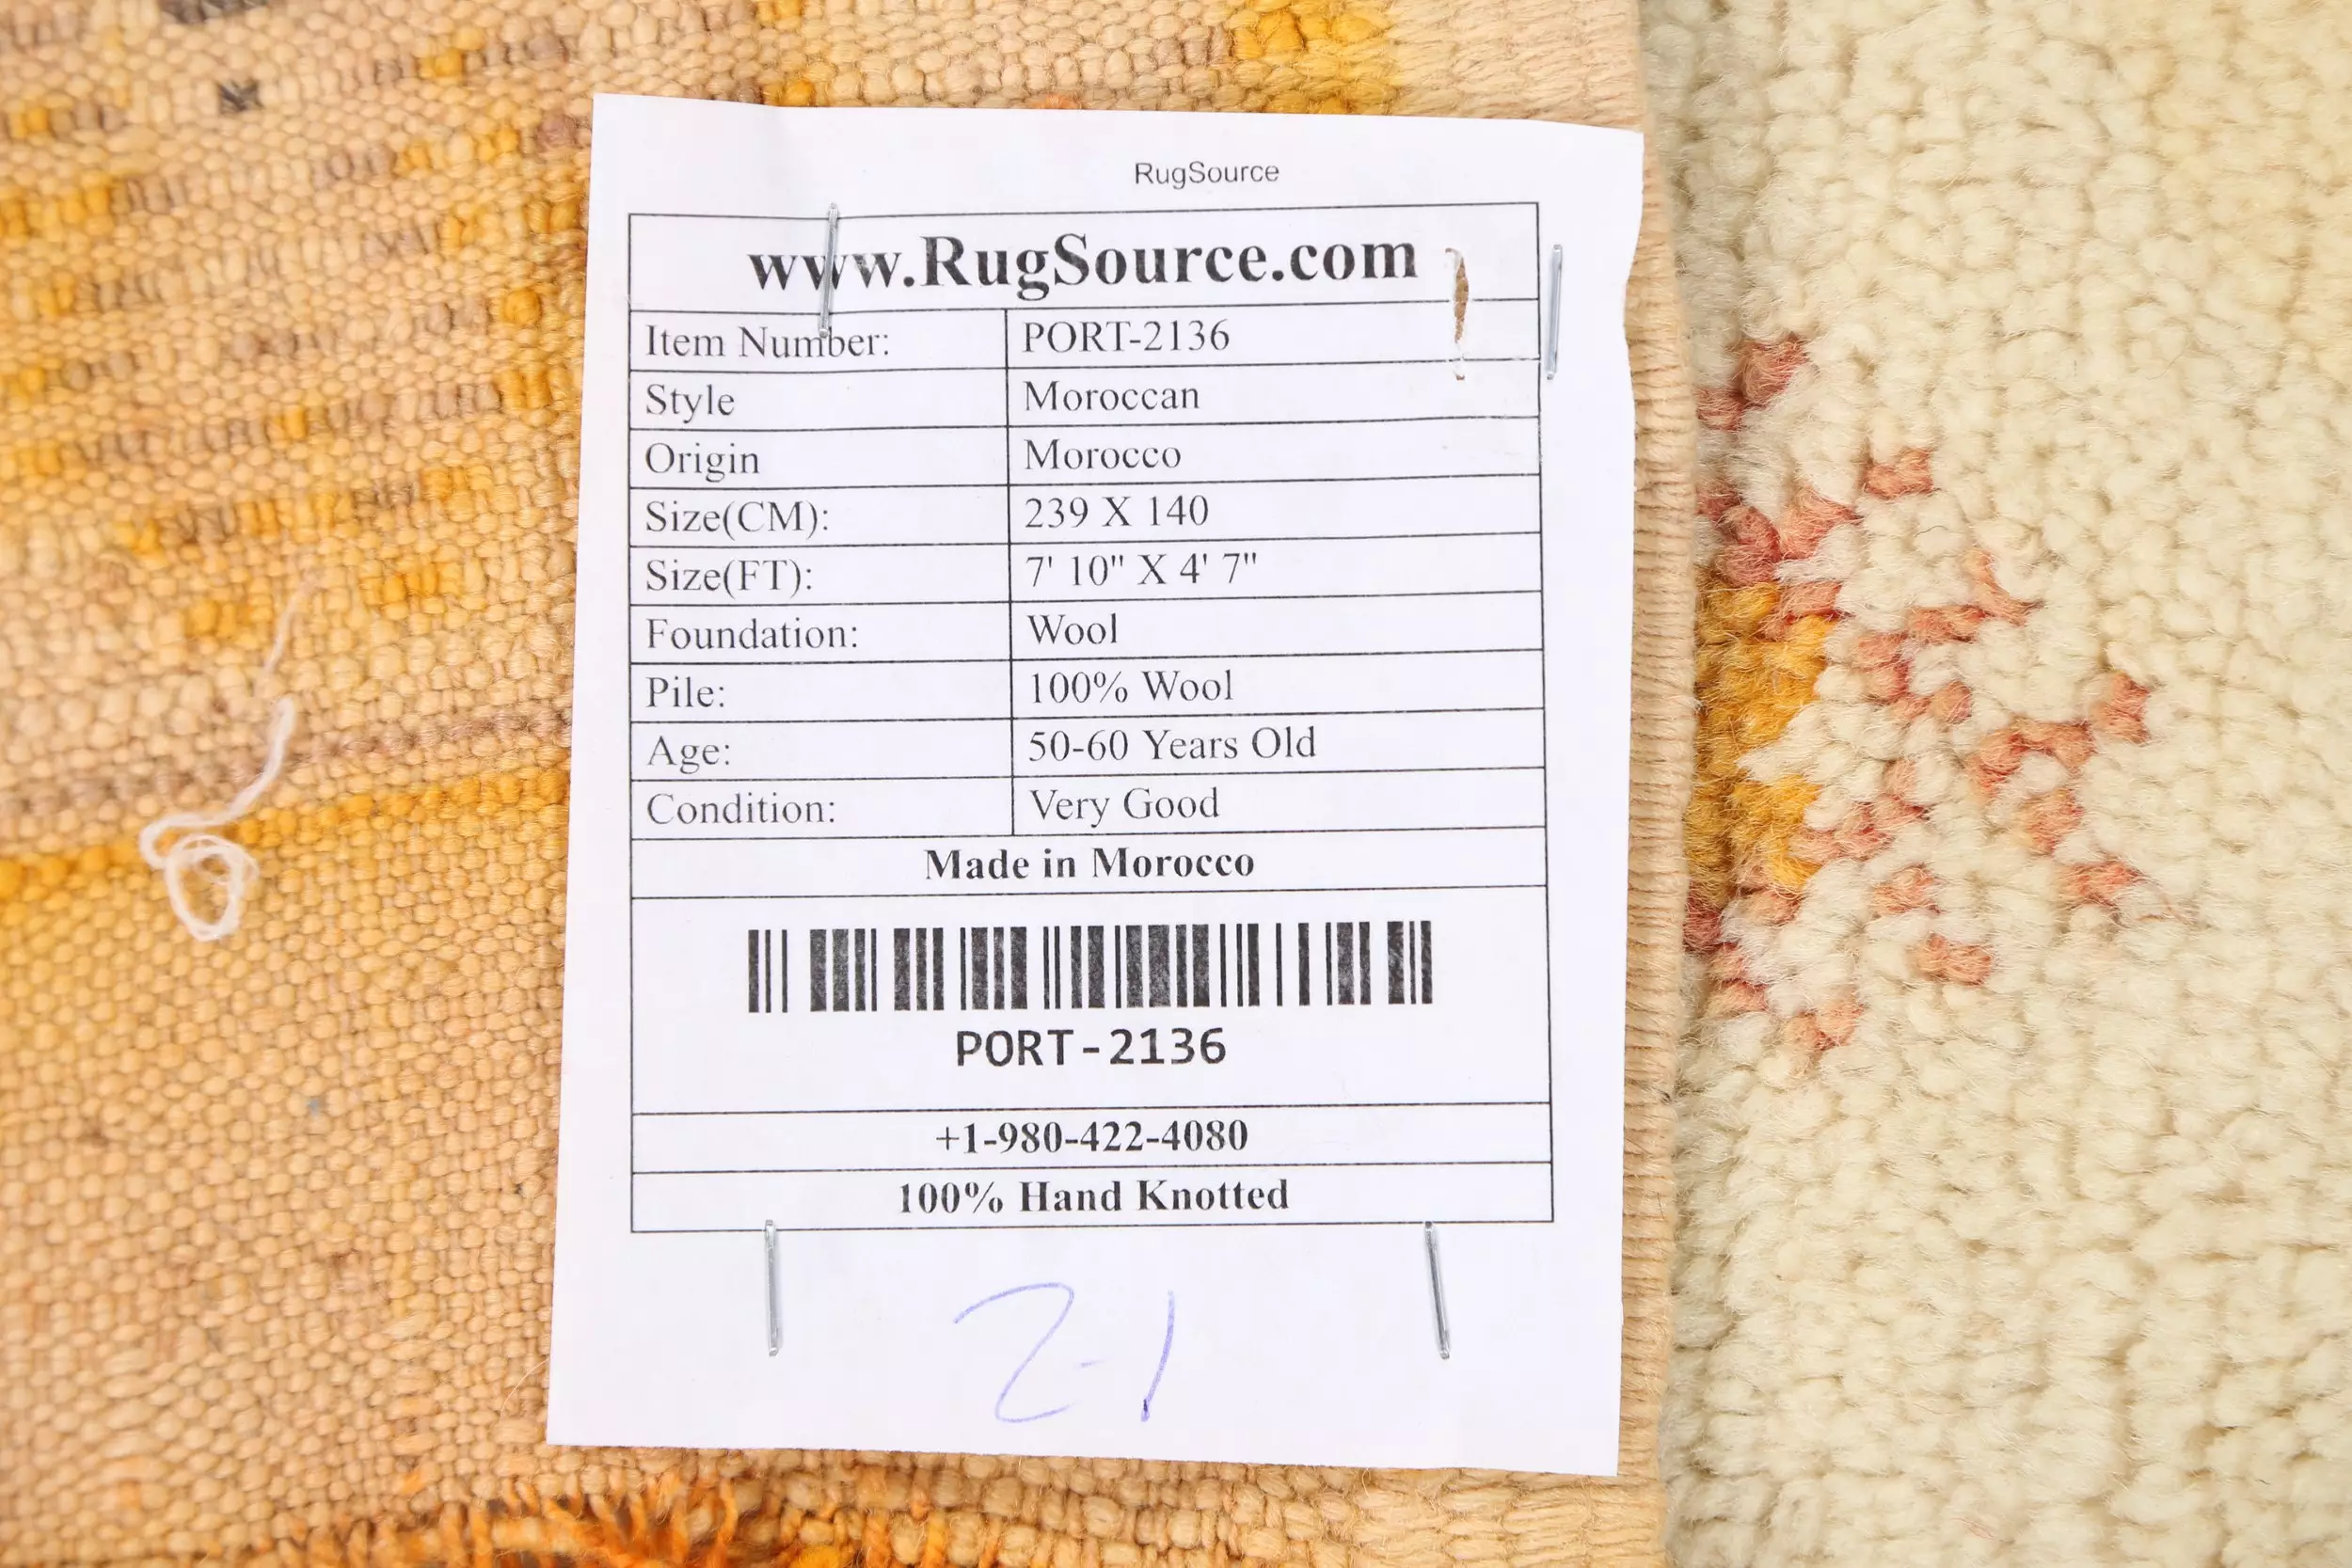 RugSource
www.RugSource.com
Item Number: PORT-2136
Style Moroccan
Origin Morocco
Size(CM): 239 X 140
Size(FT): 7' 10" X 4' 7"
Foundation: Wool
Pile: 100% Wool
Age: 50-60 Years Old
Condition: Very Good
Made in Morocco
PORT-2136
+1-980-422-4080
100% Hand Knotted
2-1